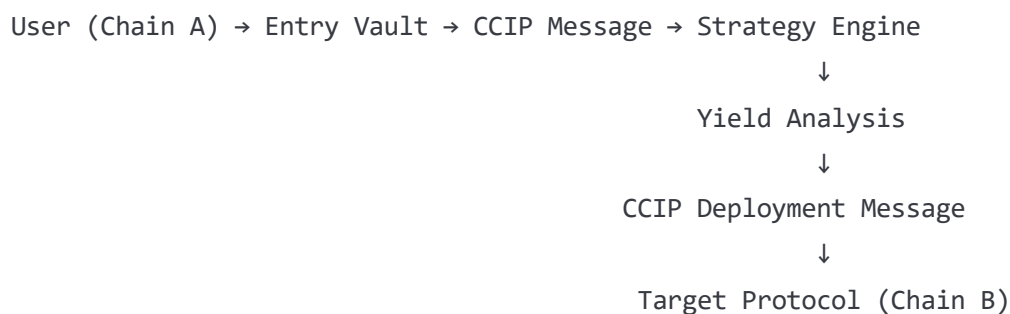 User (Chain A) → Entry Vault → CCIP Message → Strategy Engine
↓
Yield Analysis
↓
CCIP Deployment Message
↓
Target Protocol (Chain B)